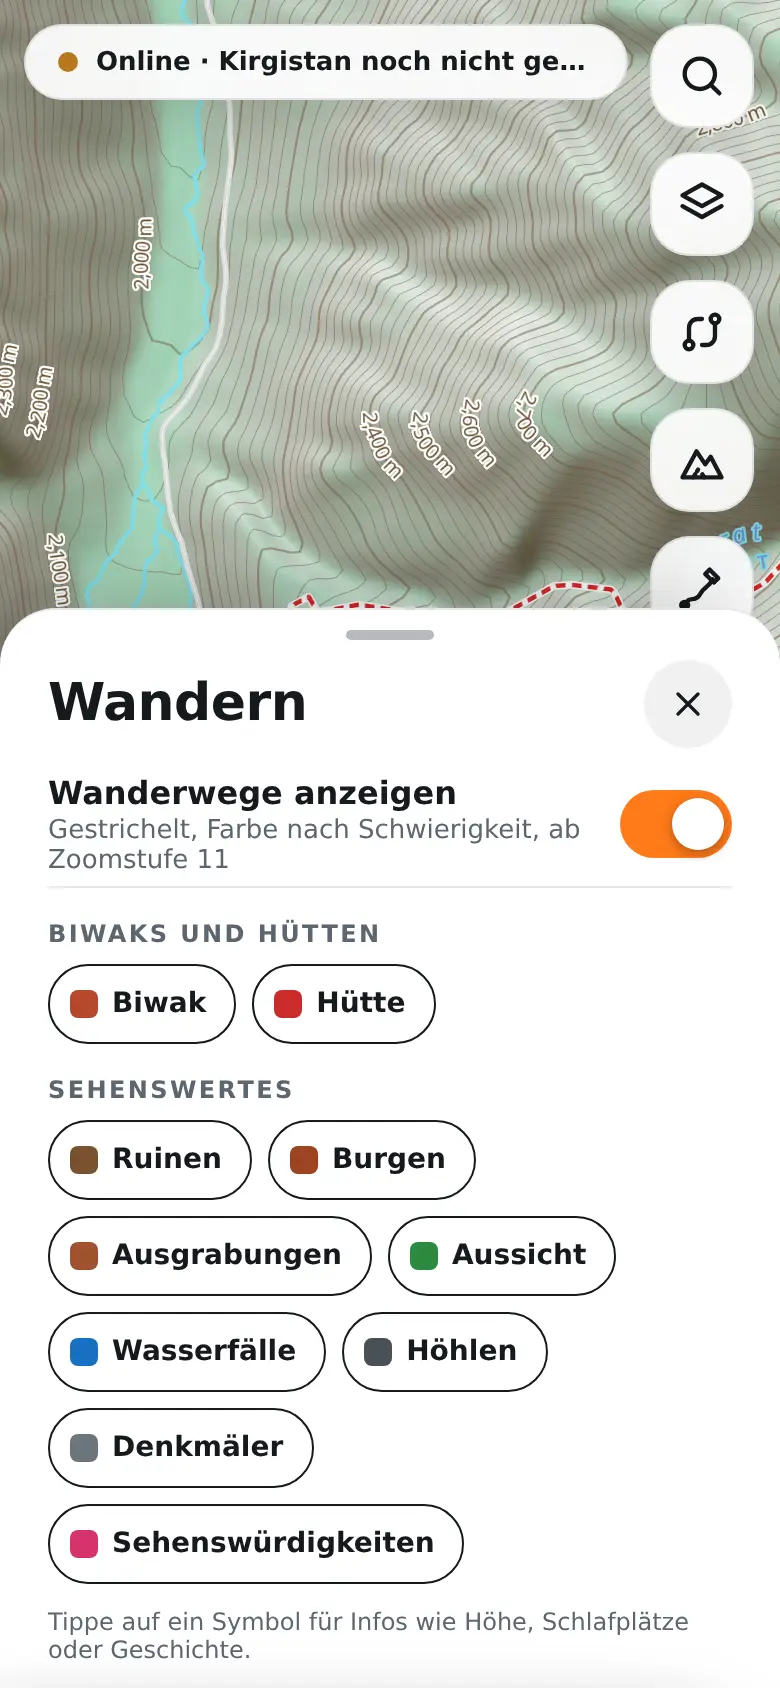 Online · Kirgistan noch nicht ge…
2,000 m
2,200 m
2,400 m
2,500 m
2,600 m
2,700 m
2,100 m
Wandern
Wanderwege anzeigen
Gestrichelt, Farbe nach Schwierigkeit, ab
Zoomstufe 11
BIWAKS UND HÜTTEN
Biwak
Hütte
SEHENSWERTES
Ruinen
Burgen
Ausgrabungen
Aussicht
Wasserfälle
Höhlen
Denkmäler
Sehenswürdigkeiten
Tippe auf ein Symbol für Infos wie Höhe, Schlafplätze
oder Geschichte.